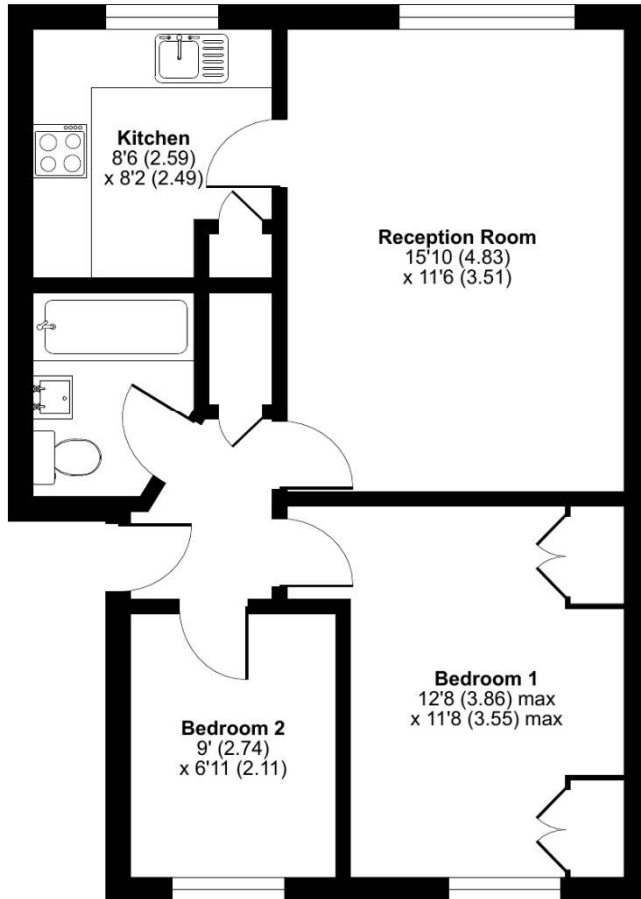 Kitchen
8'6 (2.59)
x 8'2 (2.49)
Reception Room
15'10 (4.83)
x 11'6 (3.51)
Bedroom 1
12'8 (3.86) max
x 11'8 (3.55) max
Bedroom 2
9' (2.74)
x 6'11 (2.11)